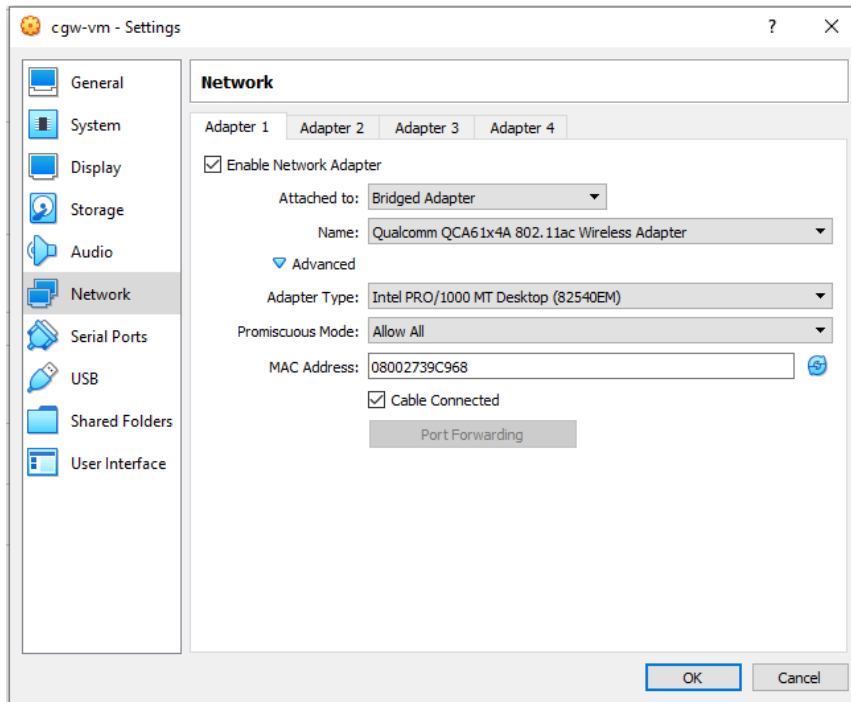 cgw-vm - Settings
?
General
System
Display
Storage
Audio
Network
Serial Ports
USB
Shared Folders
User Interface
Network
Adapter 1 Adapter 2 Adapter 3 Adapter 4
Enable Network Adapter
Attached to: Bridged Adapter
Name: Qualcomm QCA61x4A 802.11ac Wireless Adapter
Advanced
Adapter Type: Intel PRO/1000 MT Desktop (82540EM)
Promiscuous Mode: Allow All
MAC Address: 08002739C968
Cable Connected
Port Forwarding
OK Cancel